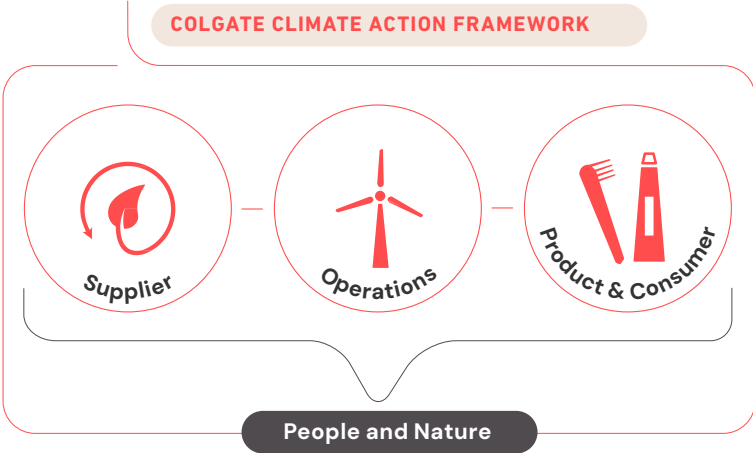 COLGATE CLIMATE ACTION FRAMEWORK
Supplier
Operations
Product & Consumer
People and Nature